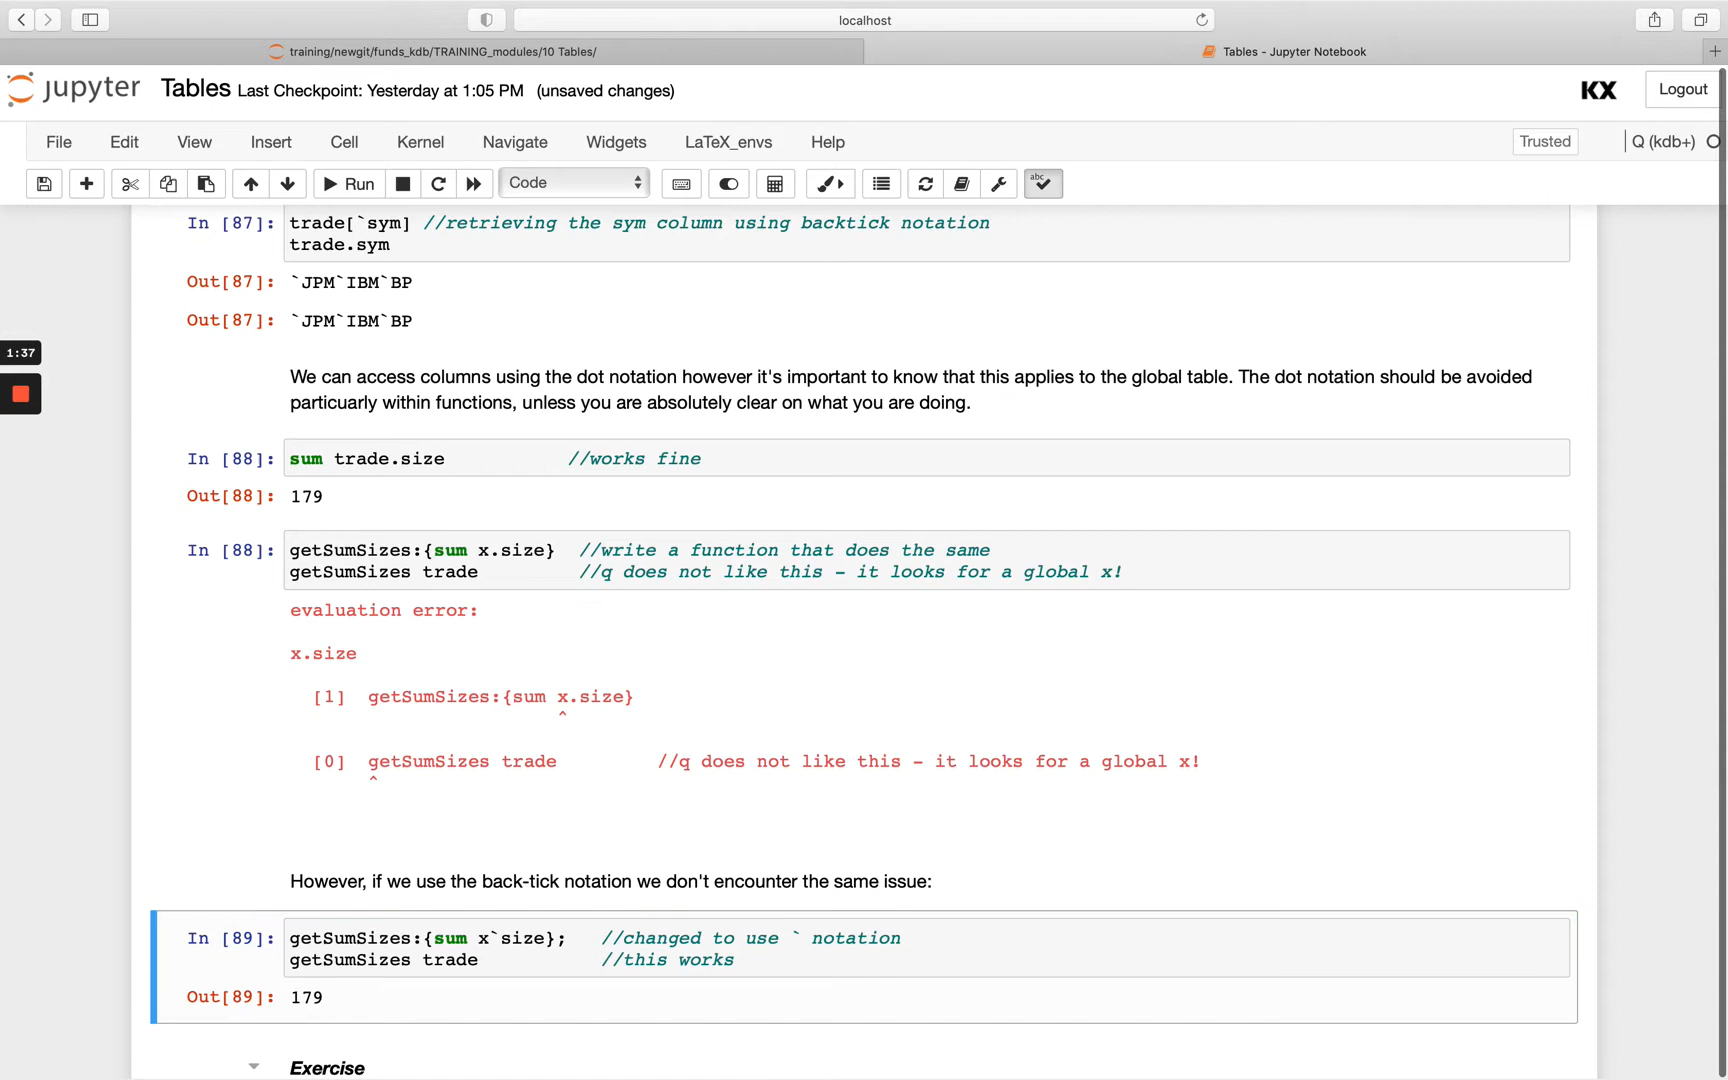 localhost
training/newgit/funds_kdb/TRAINING_modules/10 Tables/
Tables - Jupyter Notebook
jupyter Tables Last Checkpoint: Yesterday at 1:05 PM (unsaved changes)
KX
Logout
File Edit View Insert Cell Kernel Navigate Widgets LaTeX_envs Help
Trusted
Q (kdb+)
Run
Code
abc
In [87]: trade[`sym] //retrieving the sym column using backtick notation
trade.sym
Out[87]: `JPM`IBM`BP
Out[87]: `JPM`IBM`BP
1:37
We can access columns using the dot notation however it's important to know that this applies to the global table. The dot notation should be avoided
particuarly within functions, unless you are absolutely clear on what you are doing.
In [88]: sum trade.size //works fine
Out[88]: 179
In [88]: getSumSizes:{sum x.size} //write a function that does the same
getSumSizes trade //q does not like this - it looks for a global x!
evaluation error:
x.size
[1] getSumSizes:{sum x.size}
^
[0] getSumSizes trade //q does not like this - it looks for a global x!
^
However, if we use the back-tick notation we don't encounter the same issue:
In [89]: getSumSizes:{sum x`size}; //changed to use ` notation
getSumSizes trade //this works
Out[89]: 179
Exercise